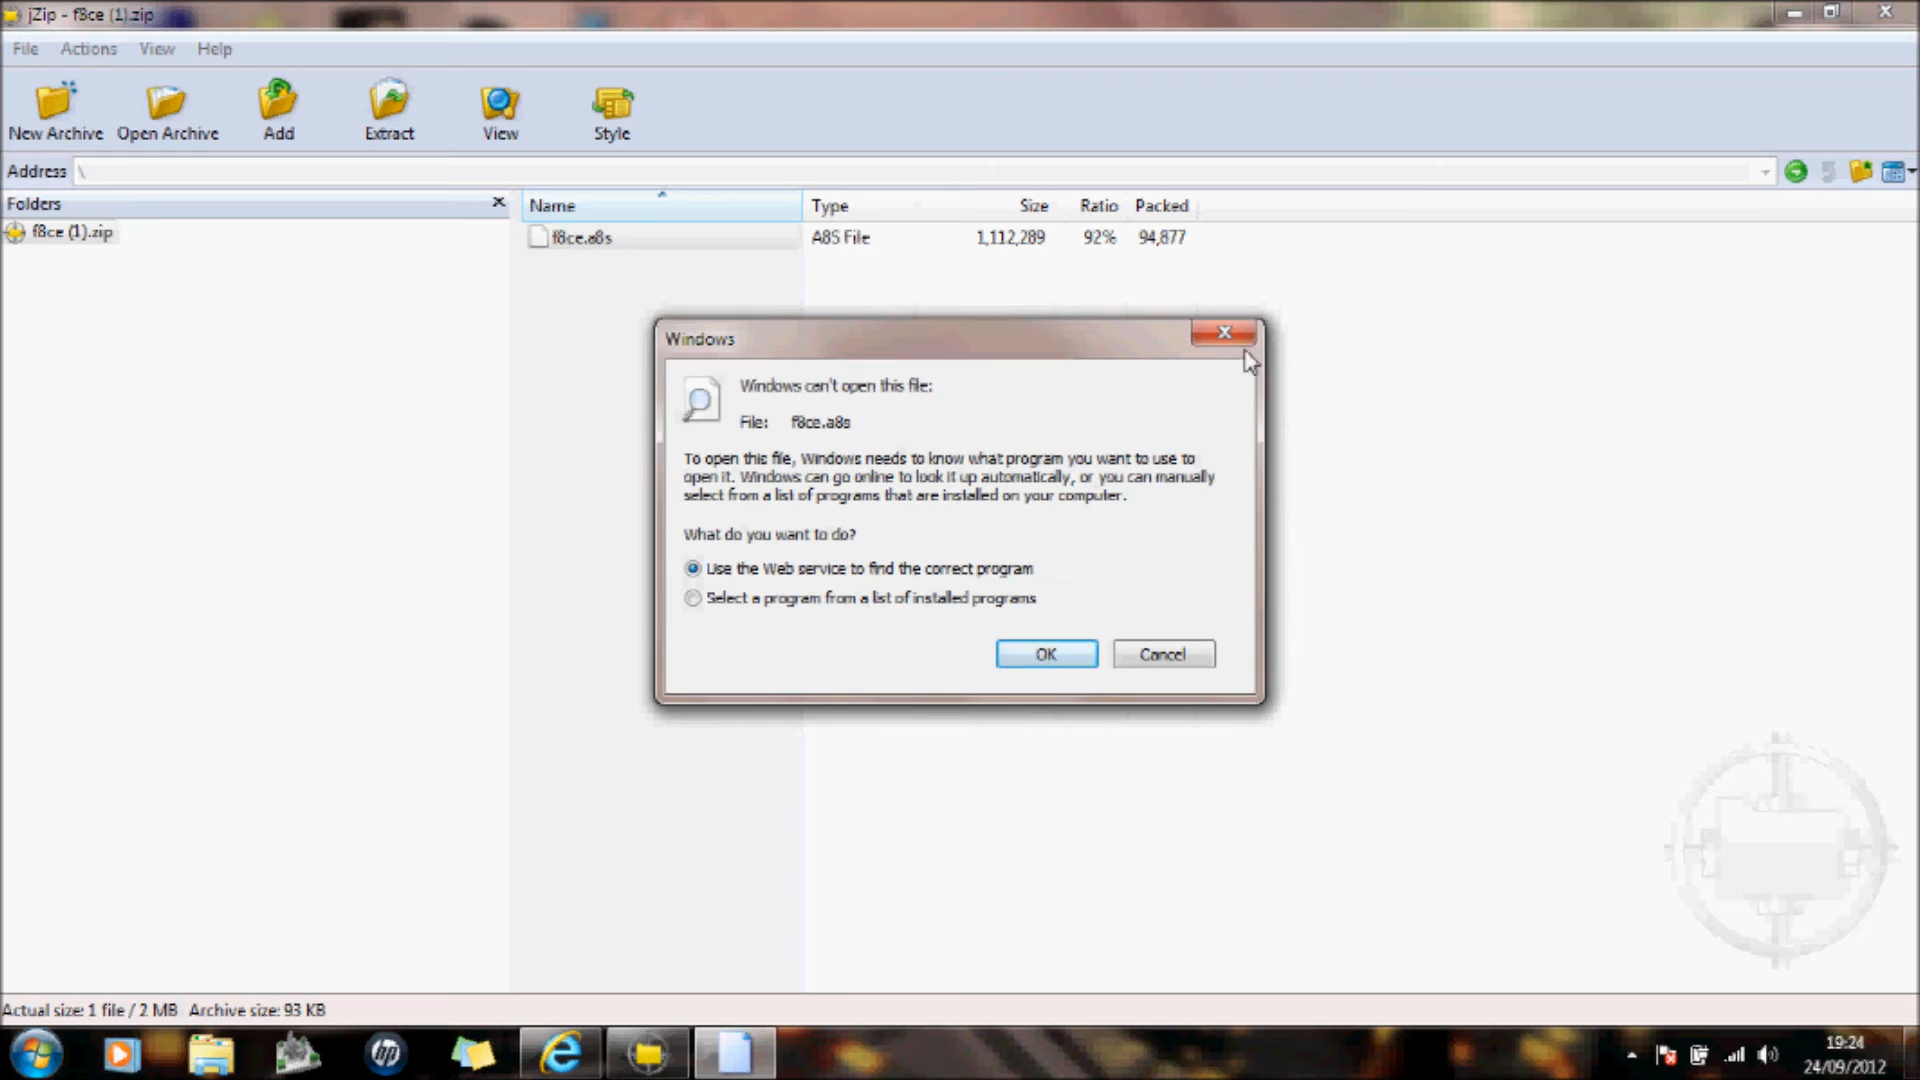 jZip - f8ce (1).zip
File Actions View Help
New Archive Open Archive Add Extract View Style
Address \
Folders
f8ce (1).zip
Name Type Size Ratio Packed
f8ce.a8s A8S File 1,112,289 92% 94,877
Windows
Windows can't open this file:
File: f8ce.a8s
To open this file, Windows needs to know what program you want to use to
open it. Windows can go online to look it up automatically, or you can manually
select from a list of programs that are installed on your computer.
What do you want to do?
Use the Web service to find the correct program
Select a program from a list of installed programs
OK Cancel
Actual size: 1 file / 2 MB Archive size: 93 KB
hp
19:24
24/09/2012